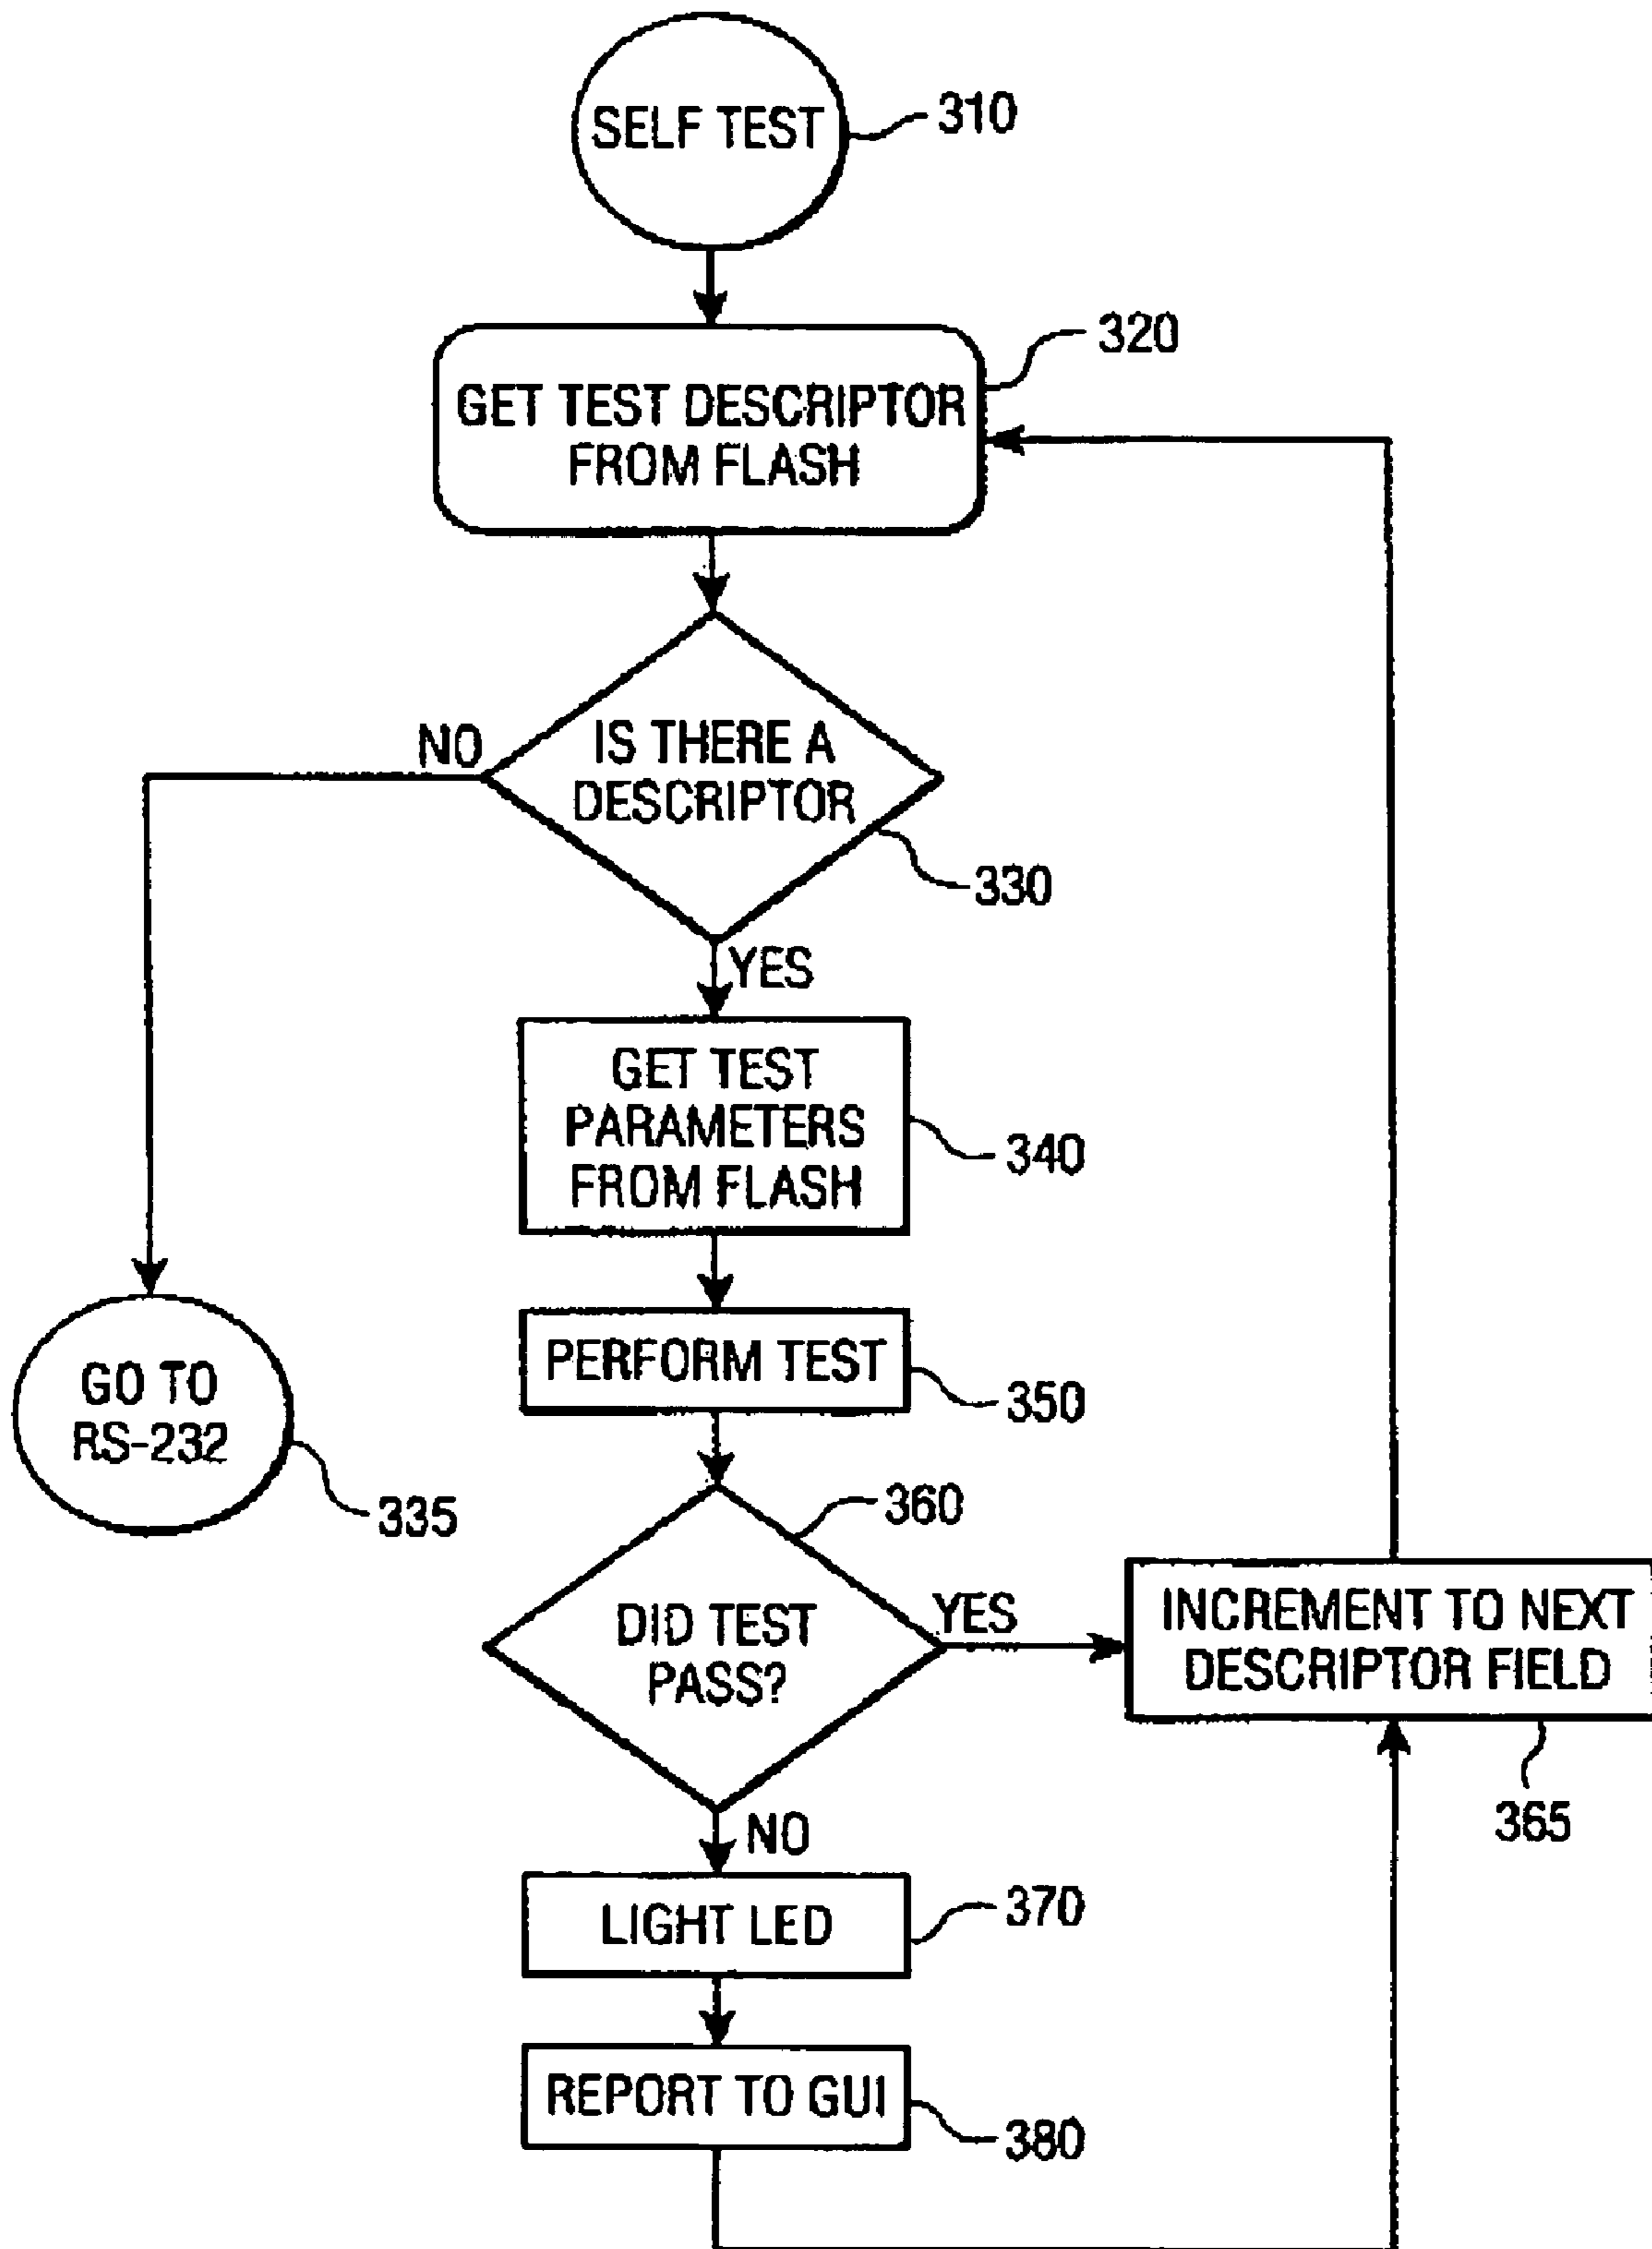 SELF TEST
310
GET TEST DESCRIPTOR
FROM FLASH
320
IS THERE A
DESCRIPTOR
330
NO
YES
GET TEST
PARAMETERS
FROM FLASH
340
GO TO
RS-232
335
PERFORM TEST
350
DID TEST
PASS?
360
YES
INCREMENT TO NEXT
DESCRIPTOR FIELD
365
NO
LIGHT LED
370
REPORT TO GUI
380